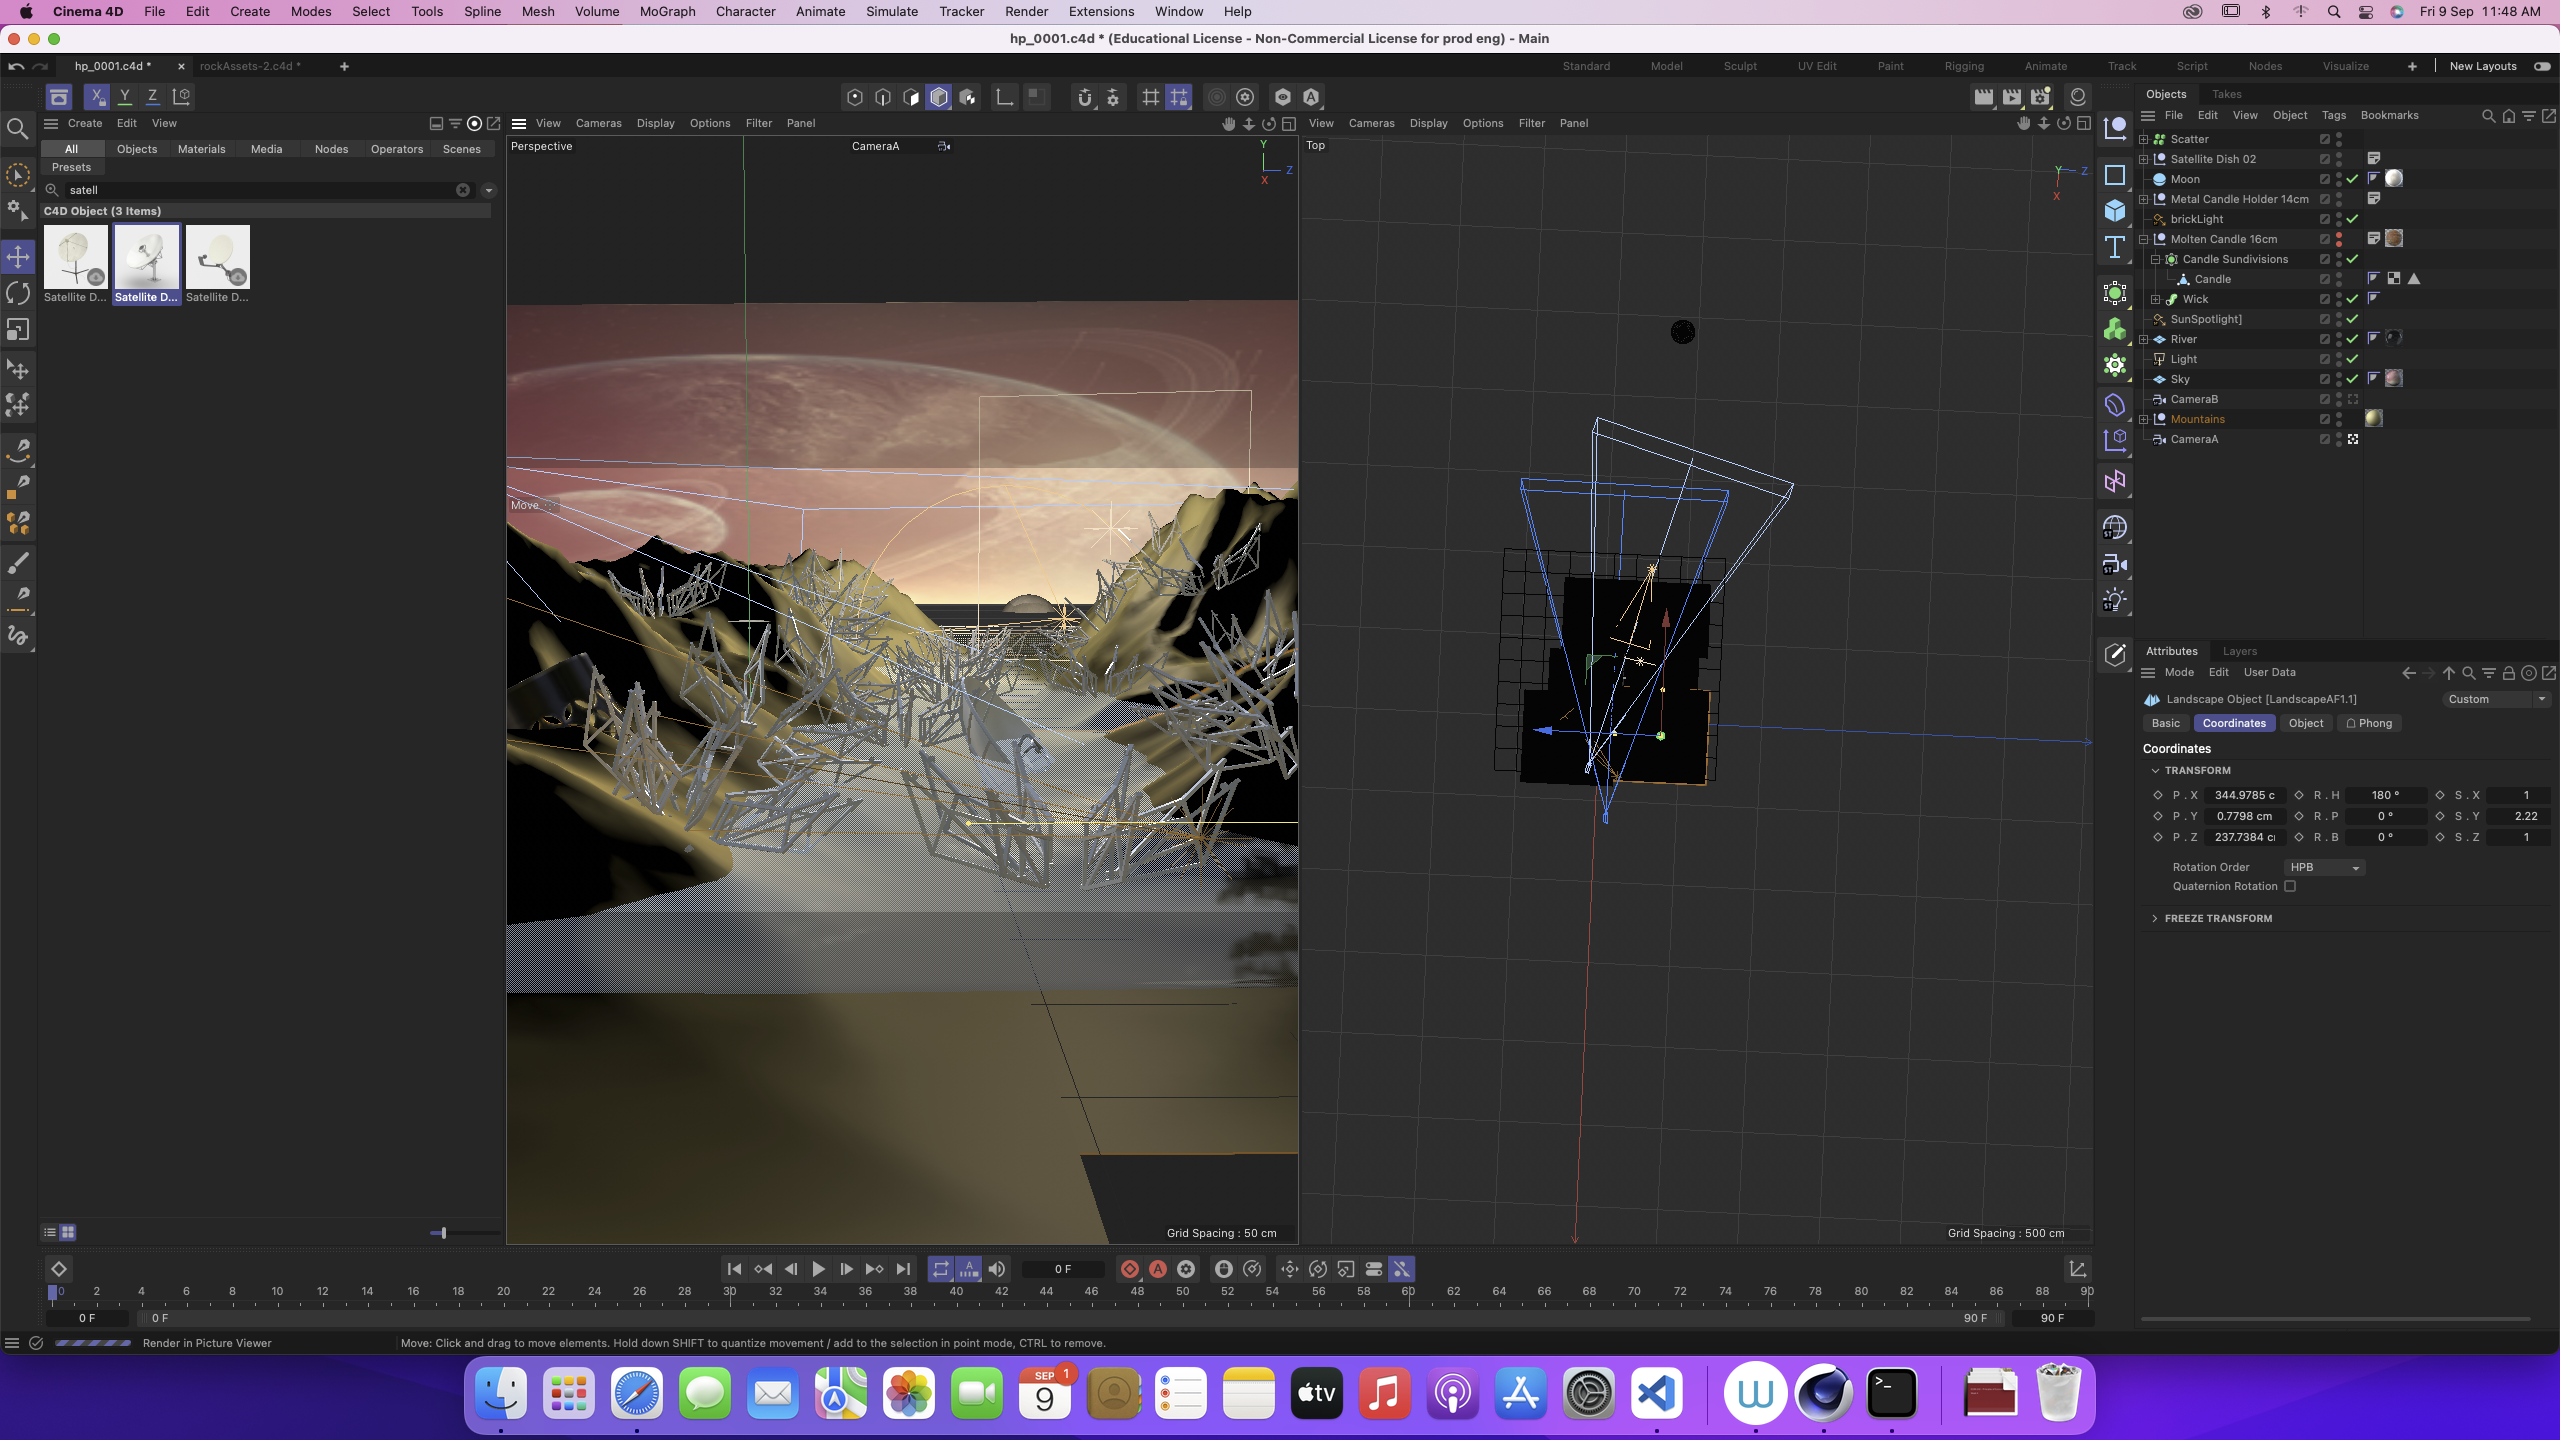 Cinema 4D File Edit Create Modes Select Tools Spline Mesh Volume MoGraph Character Animate Simulate Tracker Render Extensions Window Help Fri 9 Sep 11:48 AM
hp_0001.c4d * (Educational License - Non-Commercial License for prod eng) - Main
hp_0001.c4d * rockAssets-2.c4d * Standard Model Sculpt UV Edit Paint Rigging Animate Track Script Nodes Visualize New Layouts
X Y Z
Create Edit View
All Objects Materials Media Nodes Operators Scenes
Presets
satell
C4D Object (3 Items)
Satellite D... Satellite D... Satellite D...
View Cameras Display Options Filter Panel
Perspective CameraA
Y
Z
X
Move
Grid Spacing : 50 cm
View Cameras Display Options Filter Panel
Top
Y Z
X
Grid Spacing : 500 cm
Objects Takes
File Edit View Object Tags Bookmarks
Scatter
Satellite Dish 02
Moon
Metal Candle Holder 14cm
brickLight
Molten Candle 16cm
Candle Sundivisions
Candle
Wick
SunSpotlight]
River
Light
Sky
CameraB
Mountains
CameraA
Attributes Layers
Mode Edit User Data
Landscape Object [LandscapeAF1.1] Custom
Basic Coordinates Object Phong
Coordinates
TRANSFORM
P . X 344.9785 c R . H 180 ° S . X 1
P . Y 0.7798 cm R . P 0 ° S . Y 2.22
P . Z 237.7384 c R . B 0 ° S . Z 1
Rotation Order HPB
Quaternion Rotation
FREEZE TRANSFORM
0 F
0 2 4 6 8 10 12 14 16 18 20 22 24 26 28 30 32 34 36 38 40 42 44 46 48 50 52 54 56 58 60 62 64 66 68 70 72 74 76 78 80 82 84 86 88 90
0 F 0 F 90 F 90 F
Render in Picture Viewer Move: Click and drag to move elements. Hold down SHIFT to quantize movement / add to the selection in point mode, CTRL to remove.
SEP 1
9
tv